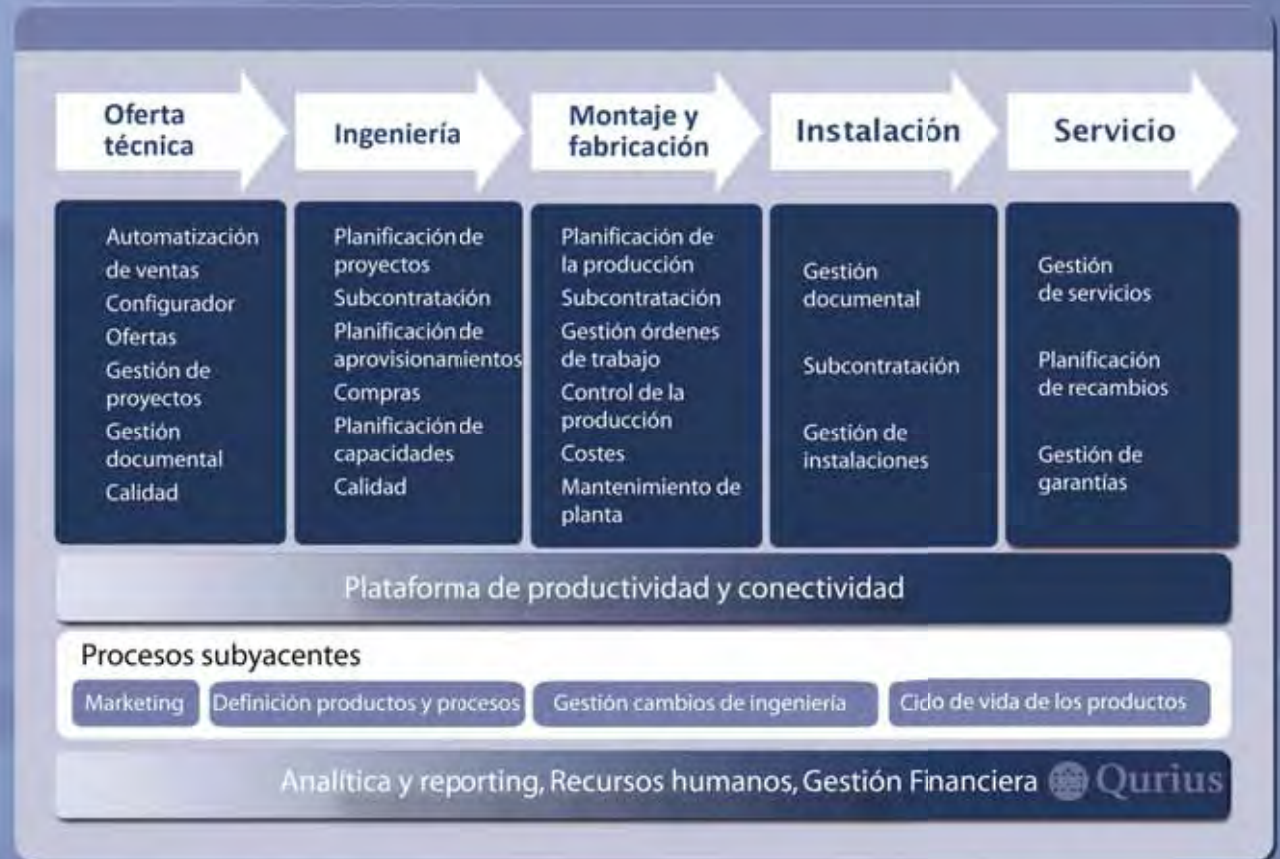 Oferta
técnica
Ingeniería
Montaje y
fabricación
Instalación
Servicio
Automatización
de ventas
Configurador
Ofertas
Gestión de
proyectos
Gestión
documental
Calidad
Planificación de
proyectos
Subcontratación
Planificación de
aprovisionamientos
Compras
Planificación de
capacidades
Calidad
Planificación de
la producción
Subcontratación
Gestión órdenes
de trabajo
Control de la
producción
Costes
Mantenimiento de
planta
Gestión
documental
Subcontratación
Gestión de
instalaciones
Gestión
de servicios
Planificación
de recambios
Gestión de
garantías
Plataforma de productividad y conectividad
Procesos subyacentes
Marketing
Definición productos y procesos
Gestión cambios de ingeniería
Ciclo de vida de los productos
Analítica y reporting, Recursos humanos, Gestión Financiera
Qurius